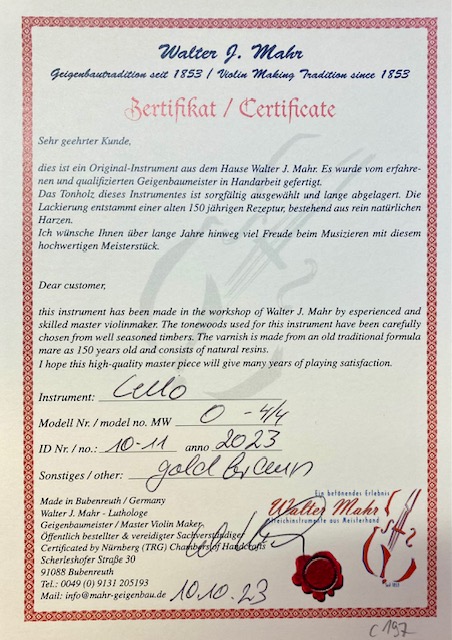 Walter J. Mahr
Geigenbautradition seit 1853 / Violin Making Tradition since 1853
Zertifikat / Certificate
Sehr geehrter Kunde,
dies ist ein Original-Instrument aus dem Hause Walter J. Mahr. Es wurde vom erfahre-
nen und qualifizierten Geigenbaumeister in Handarbeit gefertigt.
Das Tonholz dieses Instrumentes ist sorgfältig ausgewählt und lange abgelagert. Die
Lackierung entstammt einer alten 150 jährigen Rezeptur, bestehend aus rein natürlichen
Harzen.
Ich wünsche Ihnen über lange Jahre hinweg viel Freude beim Musizieren mit diesem
hochwertigen Meisterstück.
Dear customer,
this instrument has been made in the workshop of Walter J. Mahr by esperienced and
skilled master violinmaker. The tonewoods used for this instrument have been carefully
chosen from well seasoned timbers. The varnish is made from an old traditional formula
mare as 150 years old and consists of natural resins.
I hope this high-quality master piece will give many years of playing satisfaction.
Instrument: Cello
Modell Nr. / model no. MW 0 - 4/4
ID Nr. / no.: 10-11 anno 2023
Sonstiges / other: goldbraun
Made in Bubenreuth / Germany
Walter J. Mahr - Luthologe
Geigenbaumeister / Master Violin Maker
Öffentlich bestellter & vereidigter Sachverständiger
Certificated by Nürnberg (TRG) Chambers of Handcrafts
Scherleshofer Straße 30
91088 Bubenreuth
Tel.: 0049 (0) 9131 205193
Mail: info@mahr-geigenbau.de 10.10.23
Ein betönendes Erlebnis
Walter Mahr
Streichinstrumente aus Meisterhand
Seit 1853
C 197